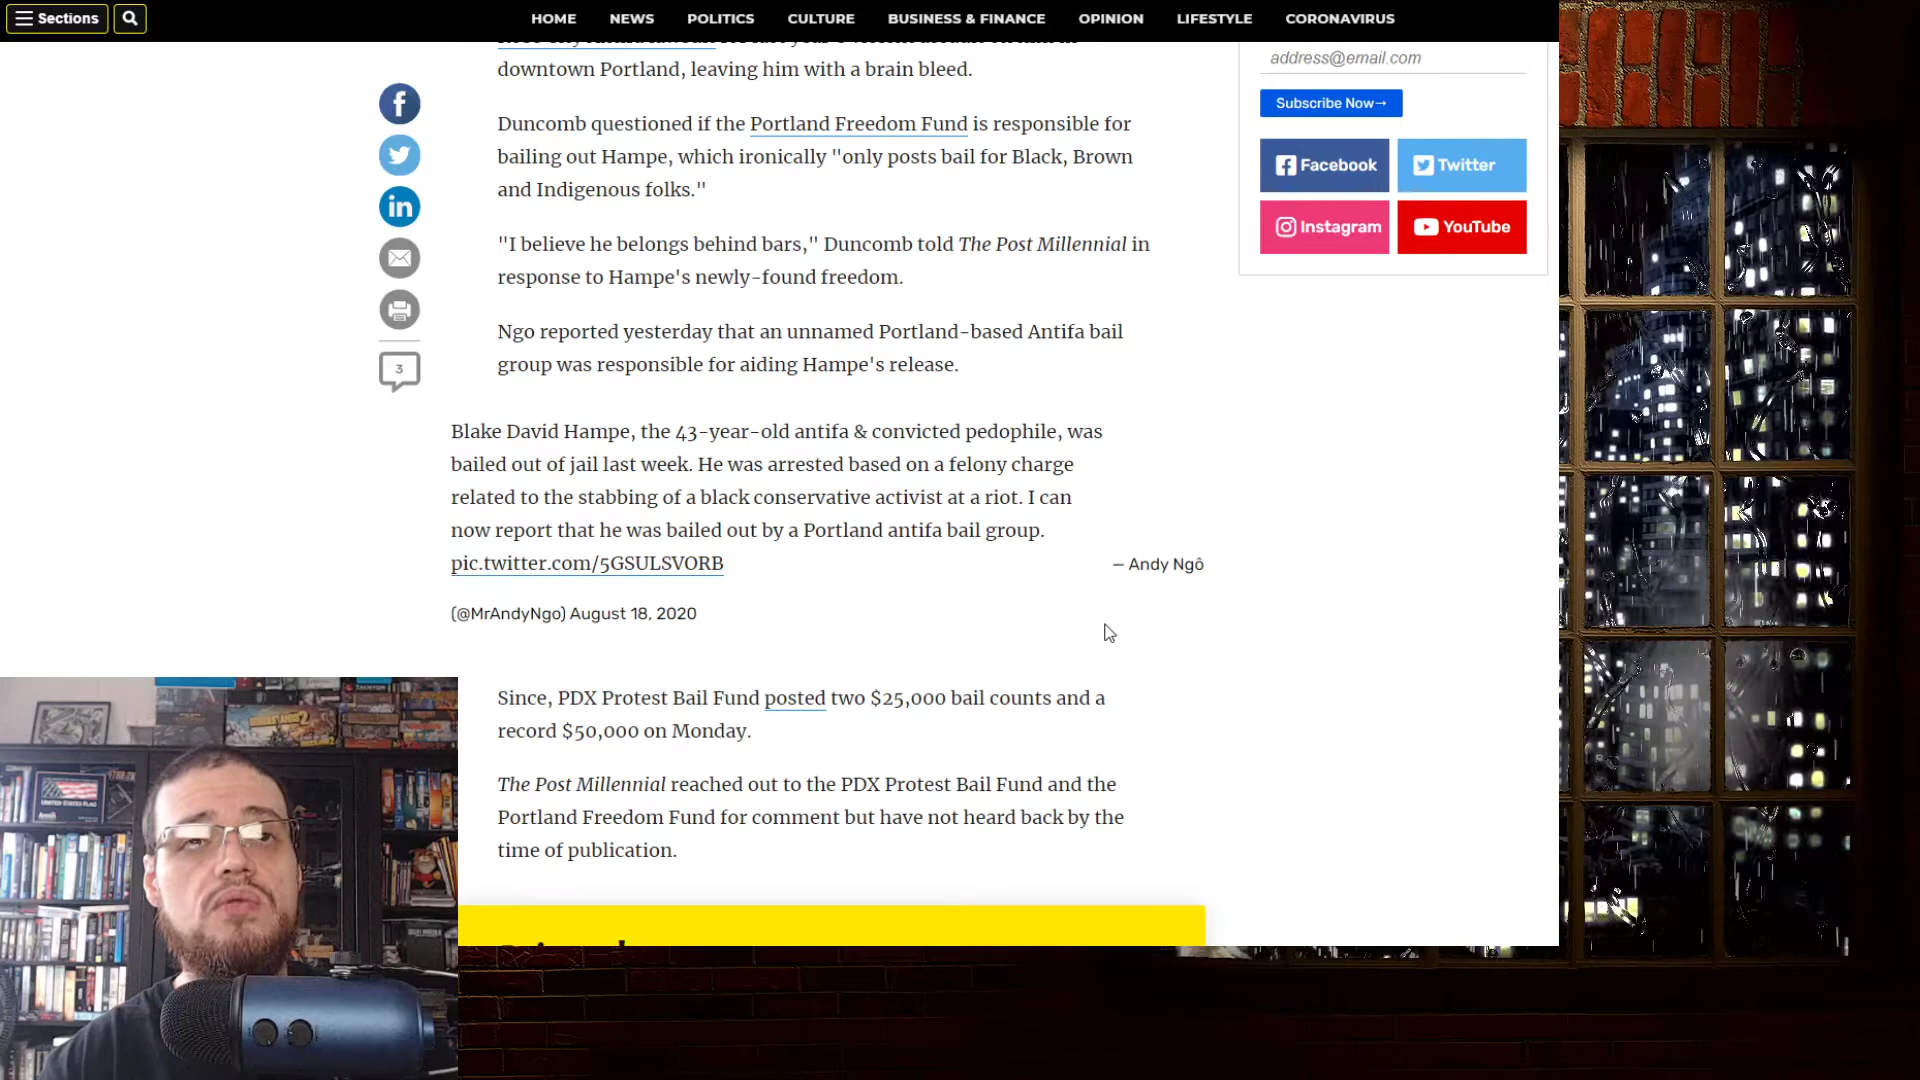 Sections
HOME NEWS POLITICS CULTURE BUSINESS & FINANCE OPINION LIFESTYLE CORONAVIRUS
downtown Portland, leaving him with a brain bleed.
Duncomb questioned if the Portland Freedom Fund is responsible for
bailing out Hampe, which ironically "only posts bail for Black, Brown
and Indigenous folks."
"I believe he belongs behind bars," Duncomb told The Post Millennial in
response to Hampe's newly-found freedom.
Ngo reported yesterday that an unnamed Portland-based Antifa bail
group was responsible for aiding Hampe's release.
3
Blake David Hampe, the 43-year-old antifa & convicted pedophile, was
bailed out of jail last week. He was arrested based on a felony charge
related to the stabbing of a black conservative activist at a riot. I can
now report that he was bailed out by a Portland antifa bail group.
pic.twitter.com/5GSULSVORB
— Andy Ngô
(@MrAndyNgo) August 18, 2020
Since, PDX Protest Bail Fund posted two $25,000 bail counts and a
record $50,000 on Monday.
The Post Millennial reached out to the PDX Protest Bail Fund and the
Portland Freedom Fund for comment but have not heard back by the
time of publication.
address@email.com
Subscribe Now→
Facebook Twitter
Instagram YouTube
UNITED STATES FLAG